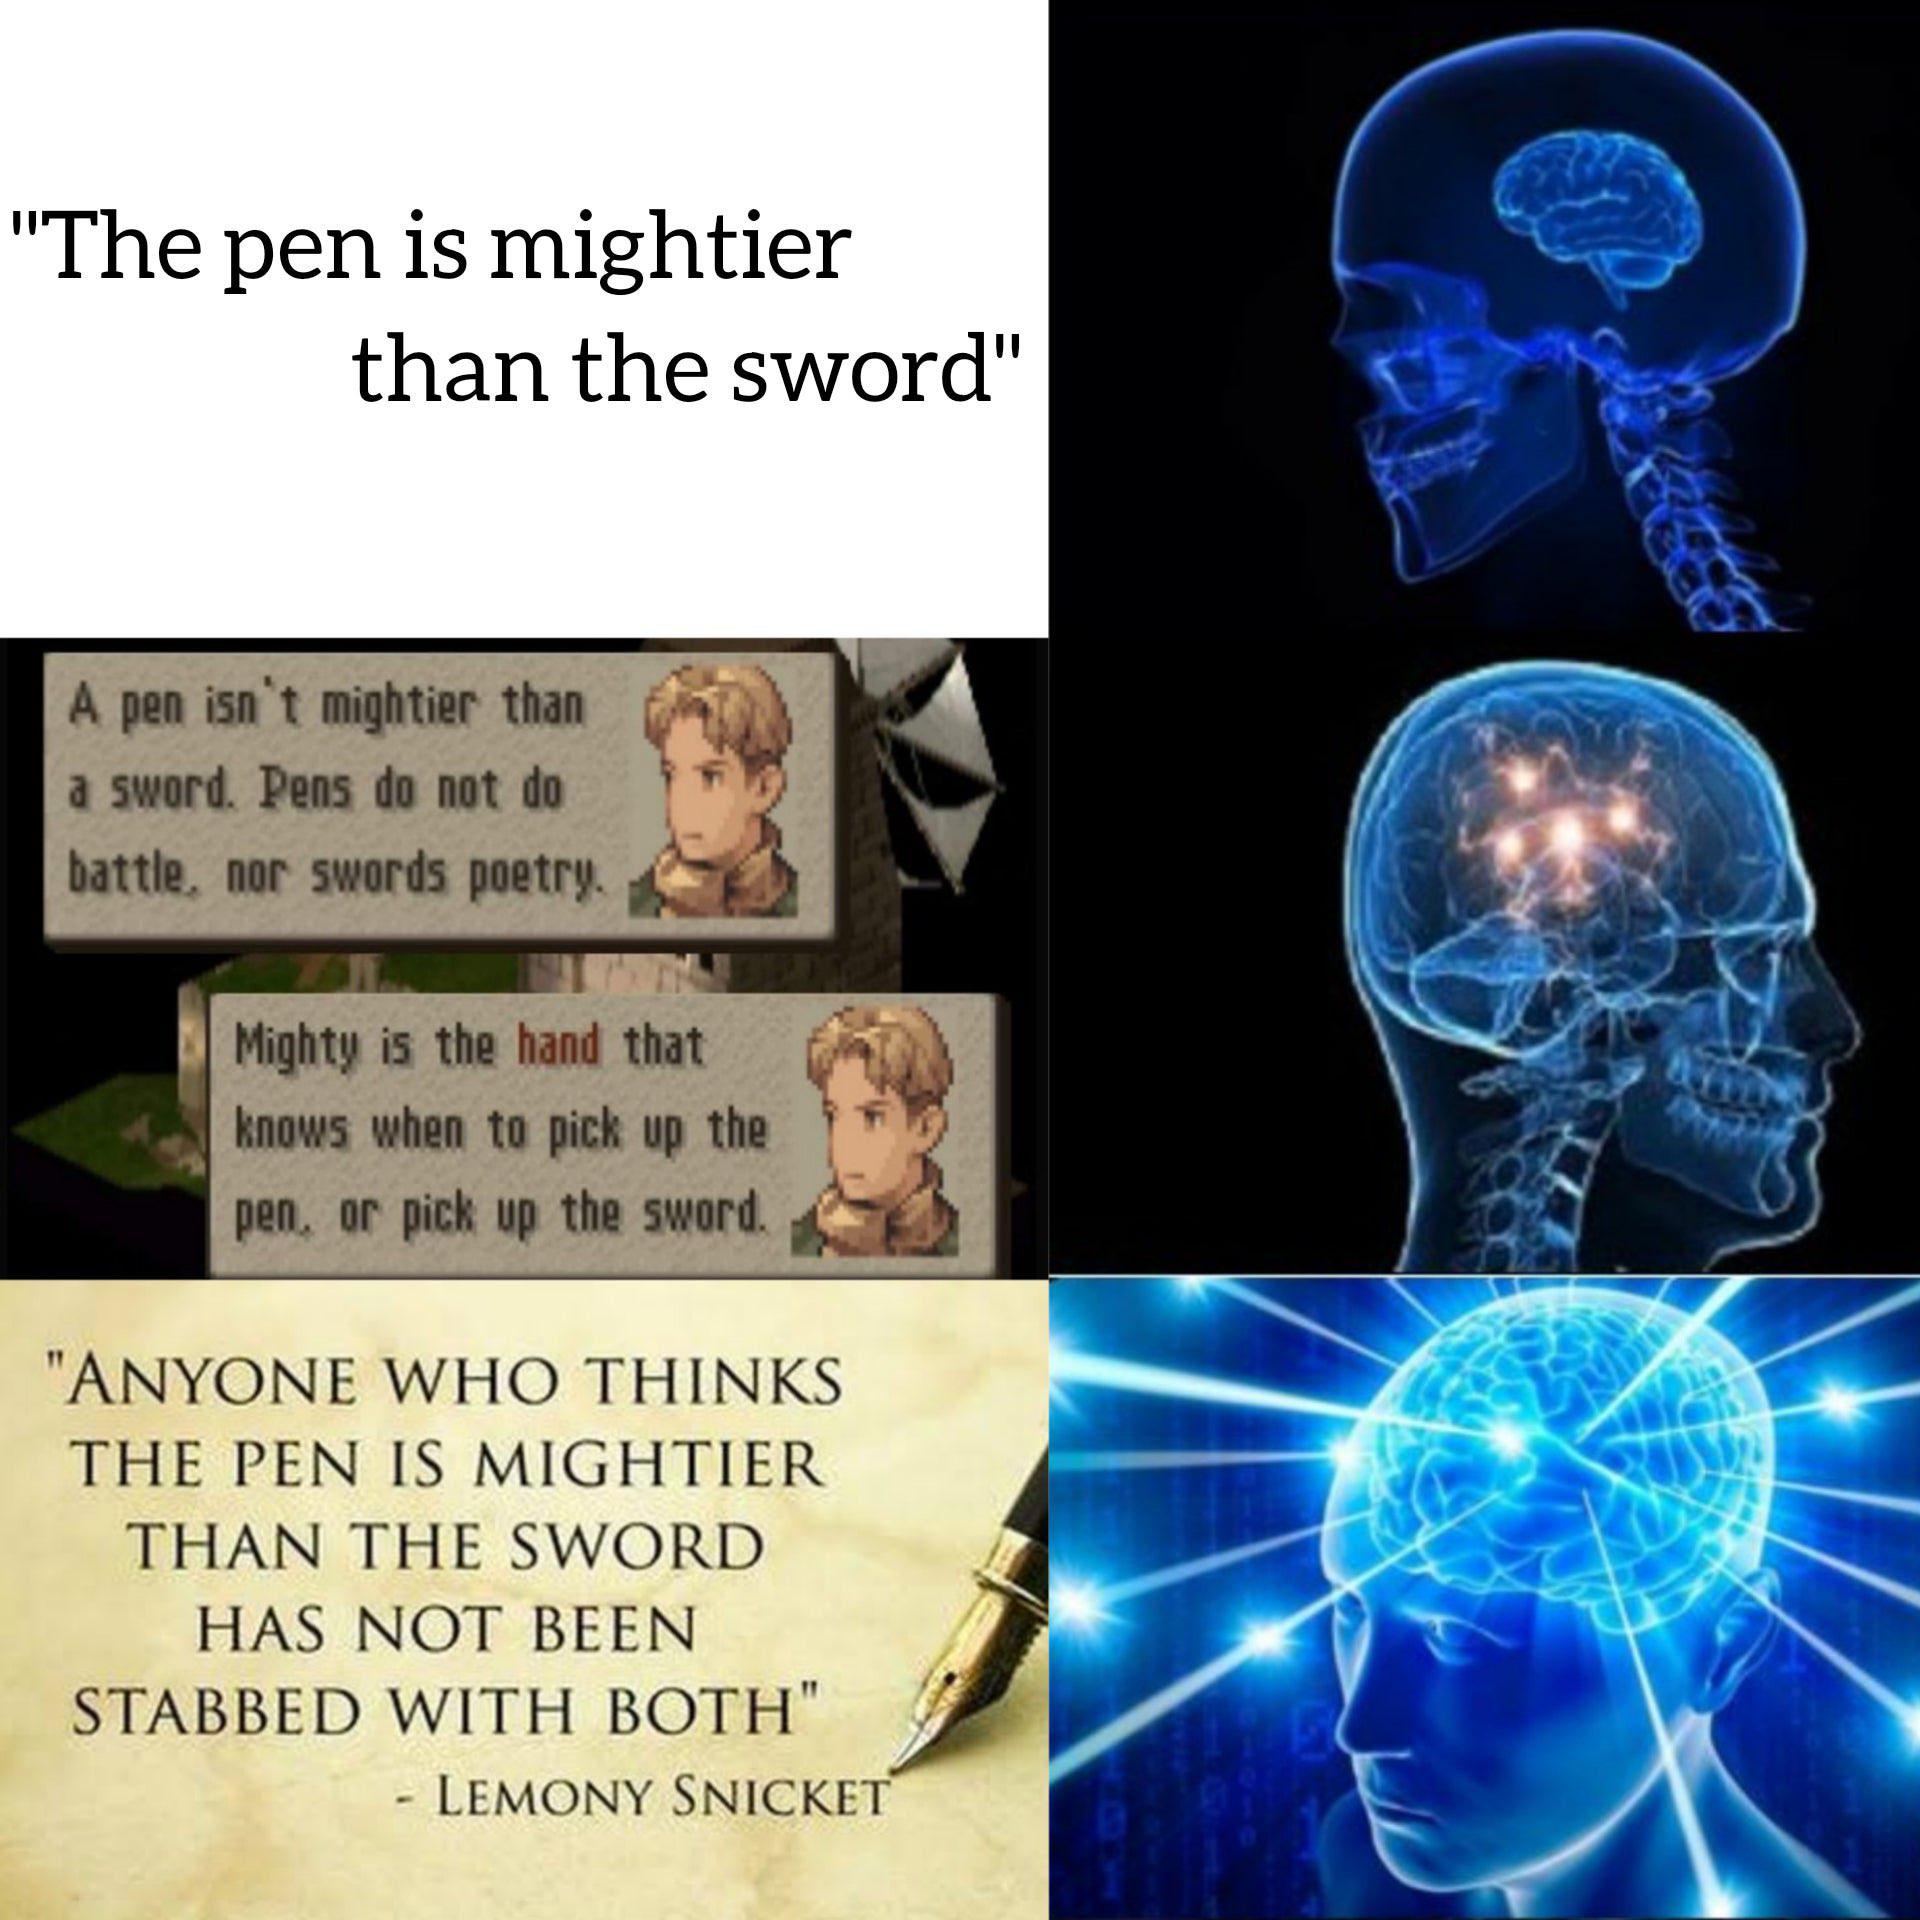 "The pen is mightier
than the sword"
A pen isn't mightier than
a sword. Pens do not do
battle, nor swords poetry.
Mighty is the hand that
knows when to pick up the
pen, or pick up the sword.
"ANYONE WHO THINKS
THE PEN IS MIGHTIER
THAN THE SWORD
HAS NOT BEEN
STABBED WITH BOTH"
- LEMONY SNICKET